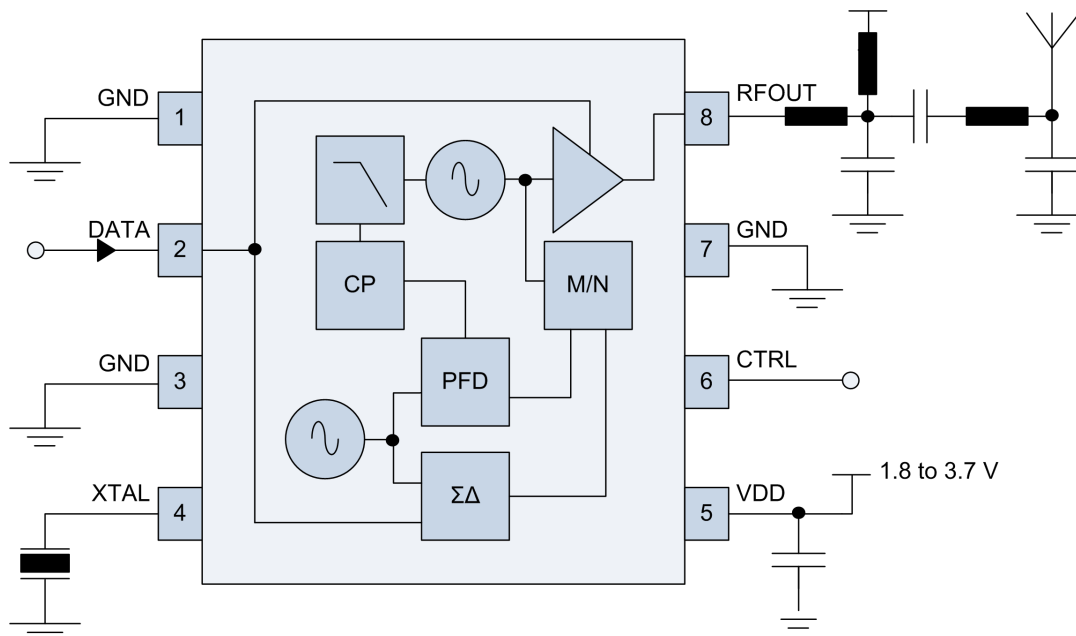 GND
1
8
RFOUT
DATA
2
7
GND
CP
M/N
GND
3
PFD
6
CTRL
XTAL
4
ΣΔ
5
VDD
1.8 to 3.7 V